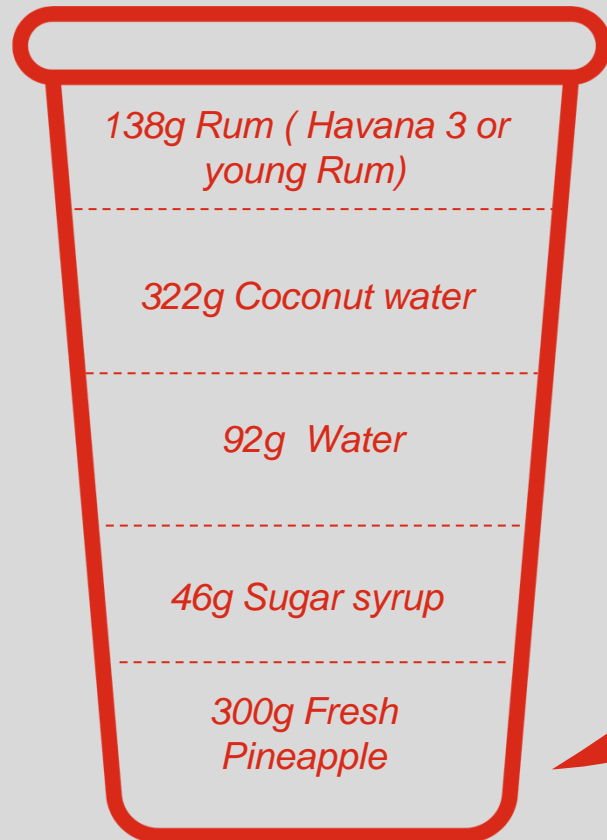 138g Rum ( Havana 3 or
young Rum)
322g Coconut water
92g  Water
46g Sugar syrup
300g Fresh
Pineapple